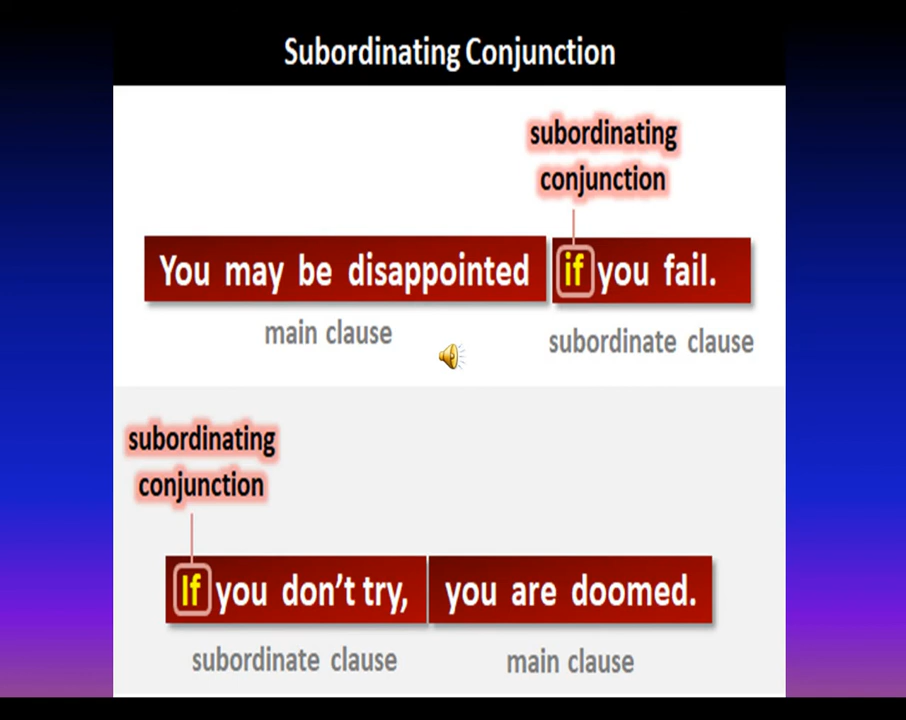 Subordinating Conjunction
subordinating
conjunction
You may be disappointed if you fail.
main clause
subordinate clause
subordinating
conjunction
If you don't try, you are doomed.
subordinate clause main clause